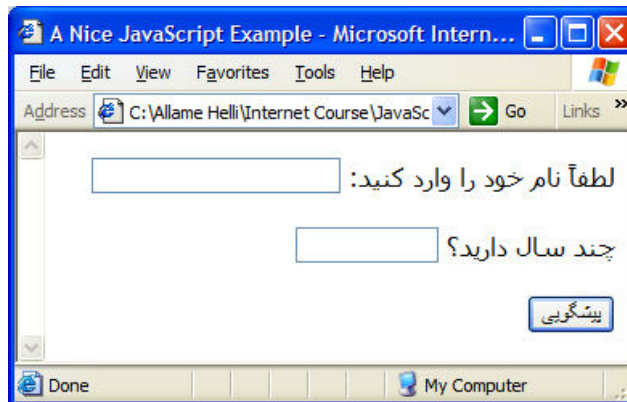 A Nice JavaScript Example - Microsoft Intern...
File Edit View Favorites Tools Help
Address C:\Allame Helli\Internet Course\JavaSc Go Links »
لطفاً نام خود را وارد کنید:
چند سال دارید؟
پیشگویی
Done My Computer